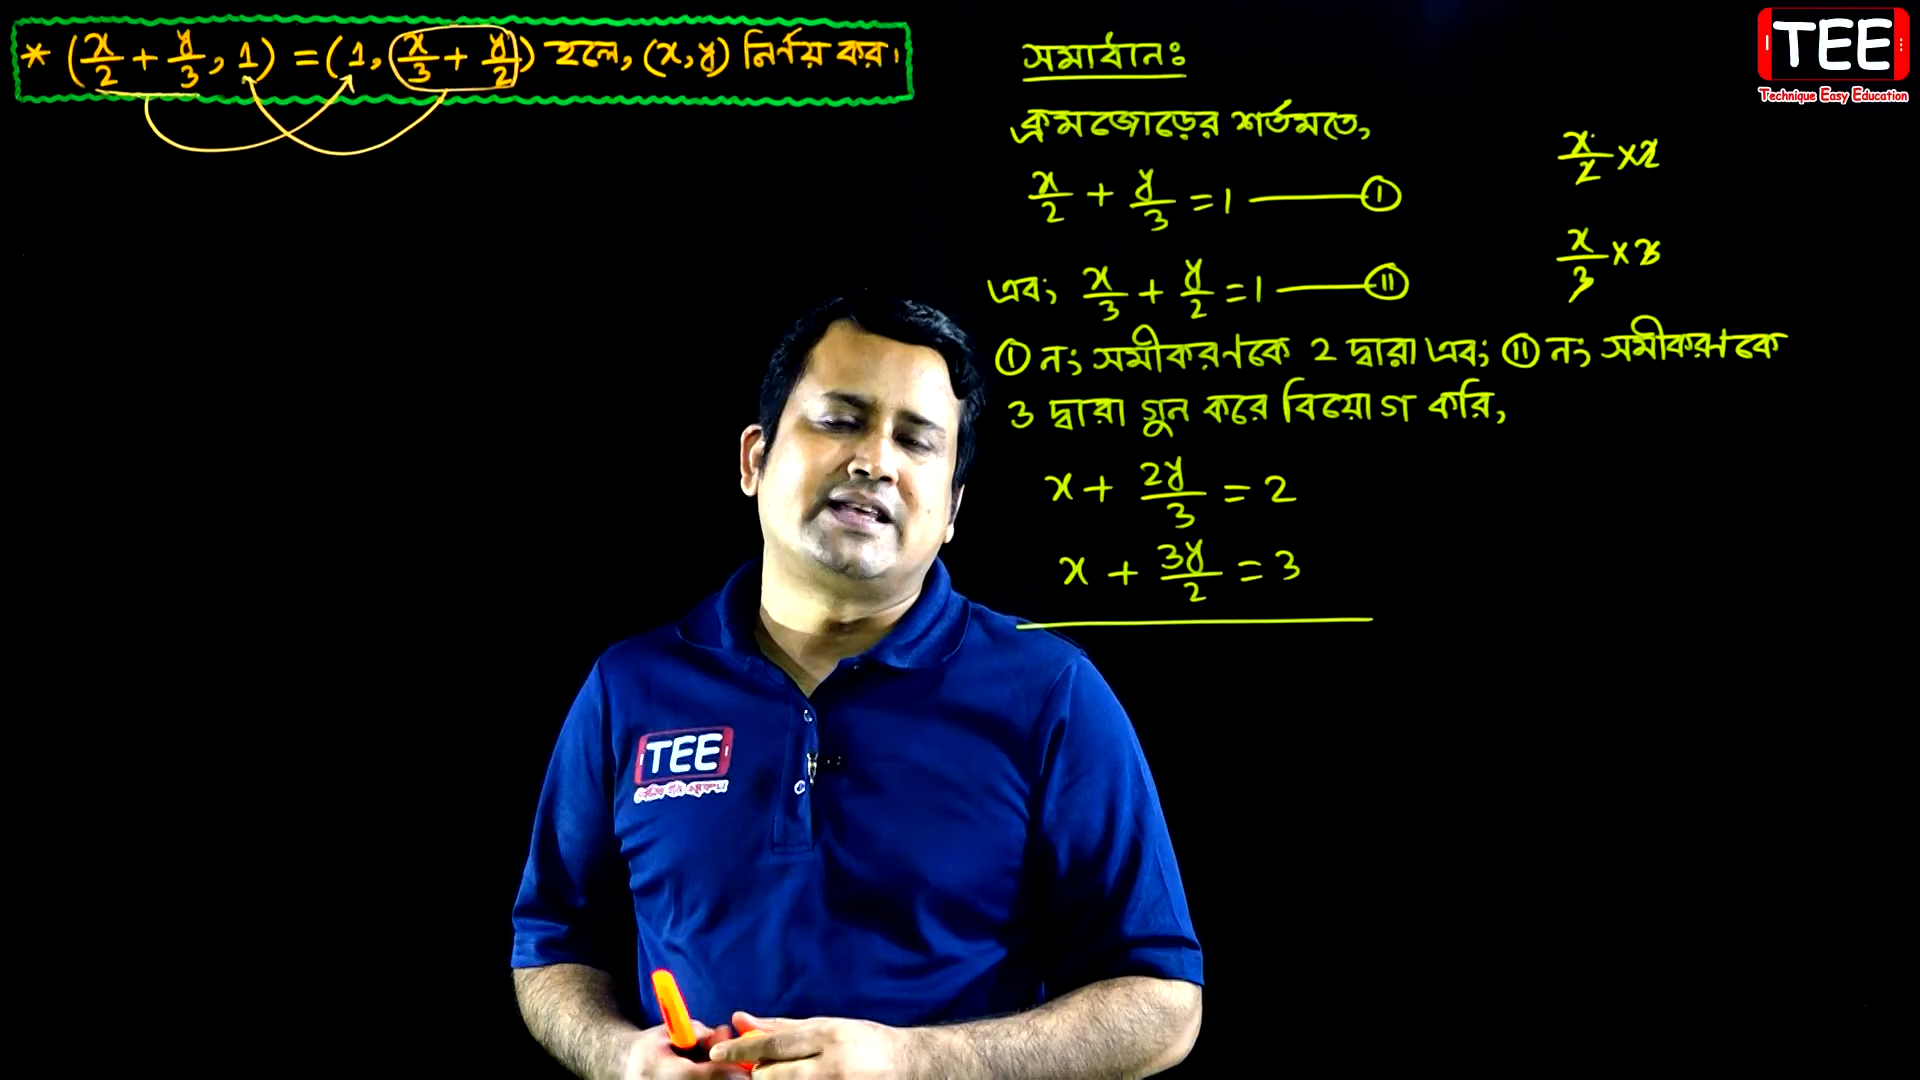 * (x/2 + y/3, 1) = (1, x/3 + y/2) হলে, (x, y) নির্ণয় কর।
সমাধানঃ
ক্রমজোড়ের শর্তমতে,
x/2 + y/3 = 1 ——— ⓘ
এবং x/3 + y/2 = 1 ——— ⓘⓘ
ⓘ নং সমীকরণকে 2 দ্বারা এবং ⓘⓘ নং সমীকরণকে
3 দ্বারা গুন করে বিয়োগ করি,
x + 2y/3 = 2
x + 3y/2 = 3
x/2 × 2
x/3 × 3
TEE
Technique Easy Education
TEE